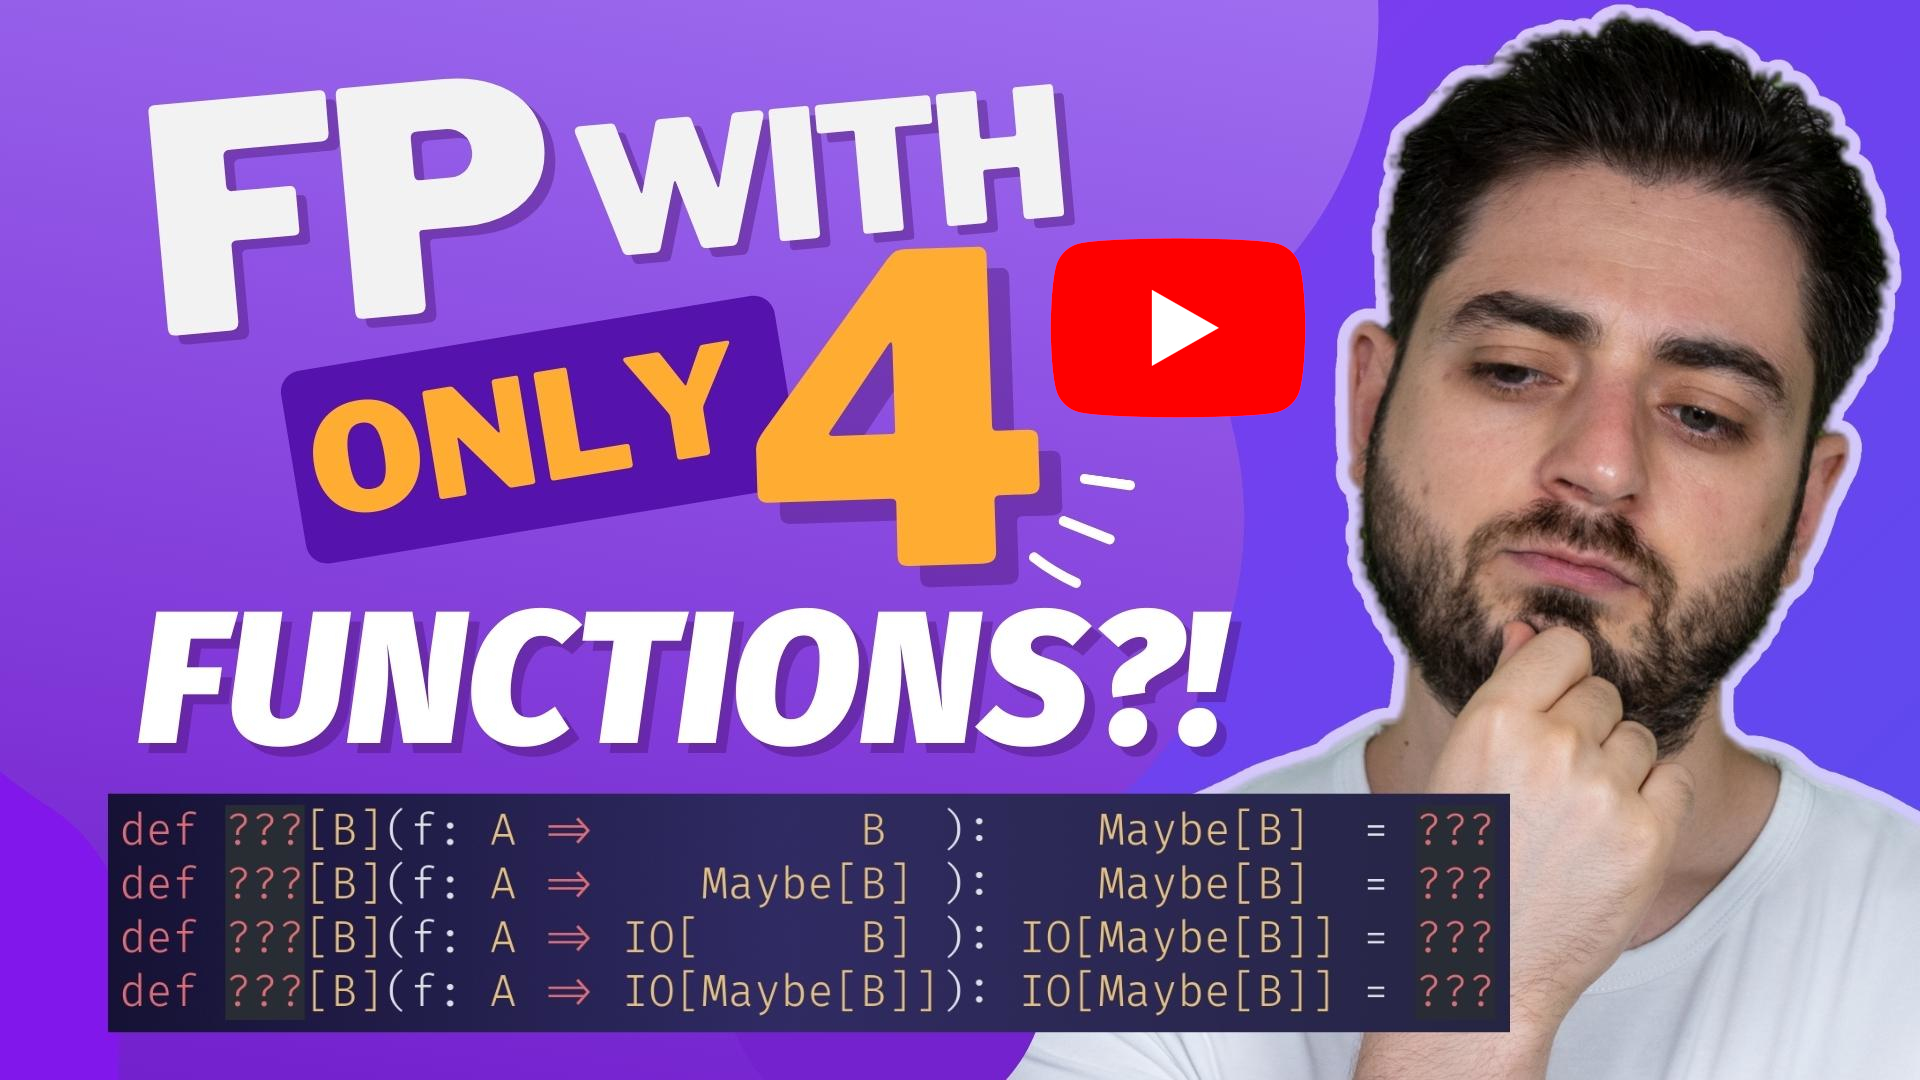 FP WITH
ONLY 4
FUNCTIONS?!
def ???[B](f: A ⇒           B  ):    Maybe[B]  = ???
def ???[B](f: A ⇒     Maybe[B] ):    Maybe[B]  = ???
def ???[B](f: A ⇒ IO[       B] ): IO[Maybe[B]] = ???
def ???[B](f: A ⇒ IO[Maybe[B]]): IO[Maybe[B]] = ???